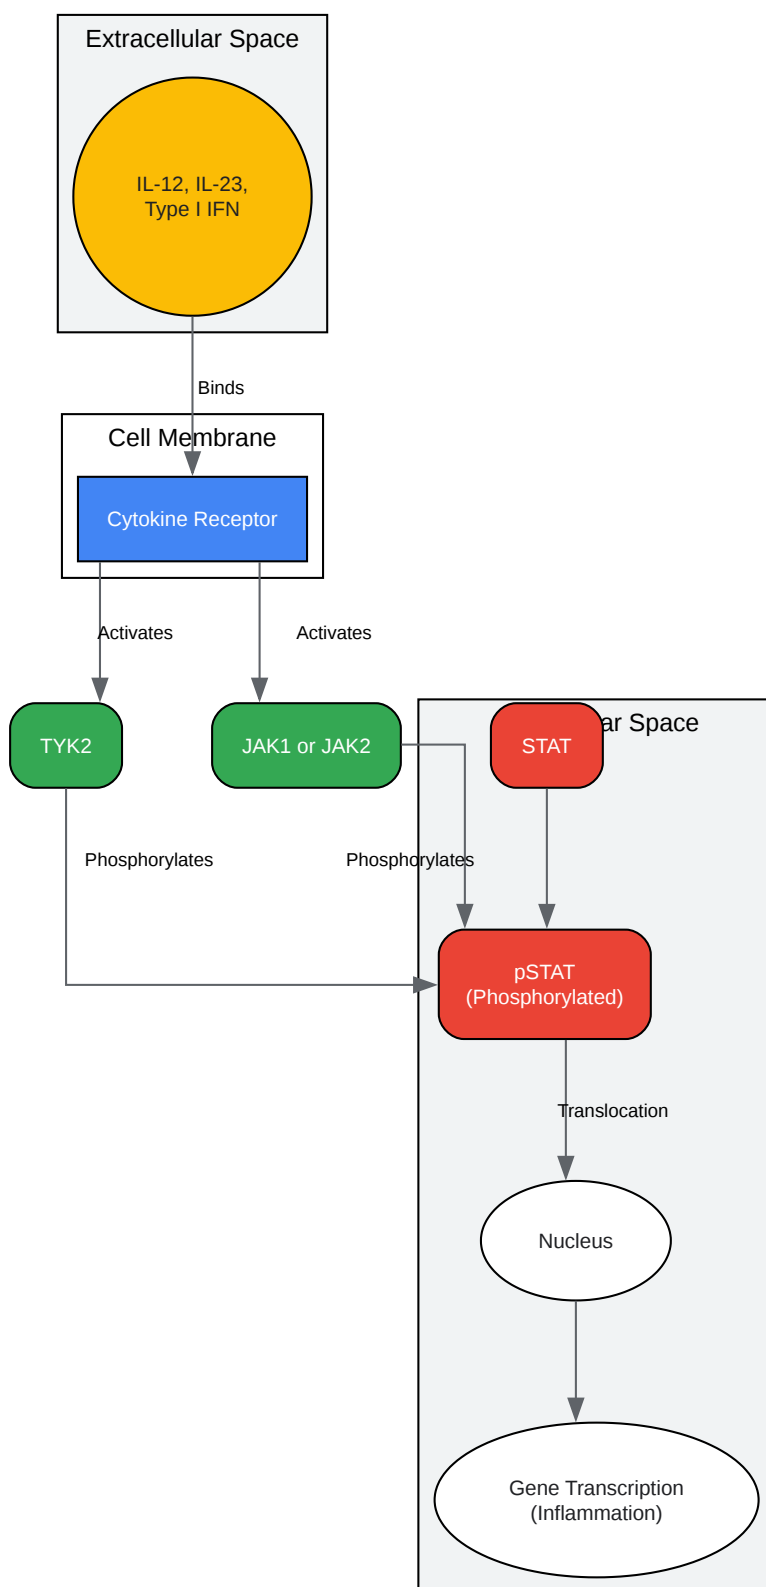 Extracellular Space
IL-12, IL-23,
Type I IFN
Binds
Cell Membrane
Cytokine Receptor
Activates
Activates
TYK2
JAK1 or JAK2
STAT
ar Space
Phosphorylates
Phosphorylates
pSTAT
(Phosphorylated)
Translocation
Nucleus
Gene Transcription
(Inflammation)